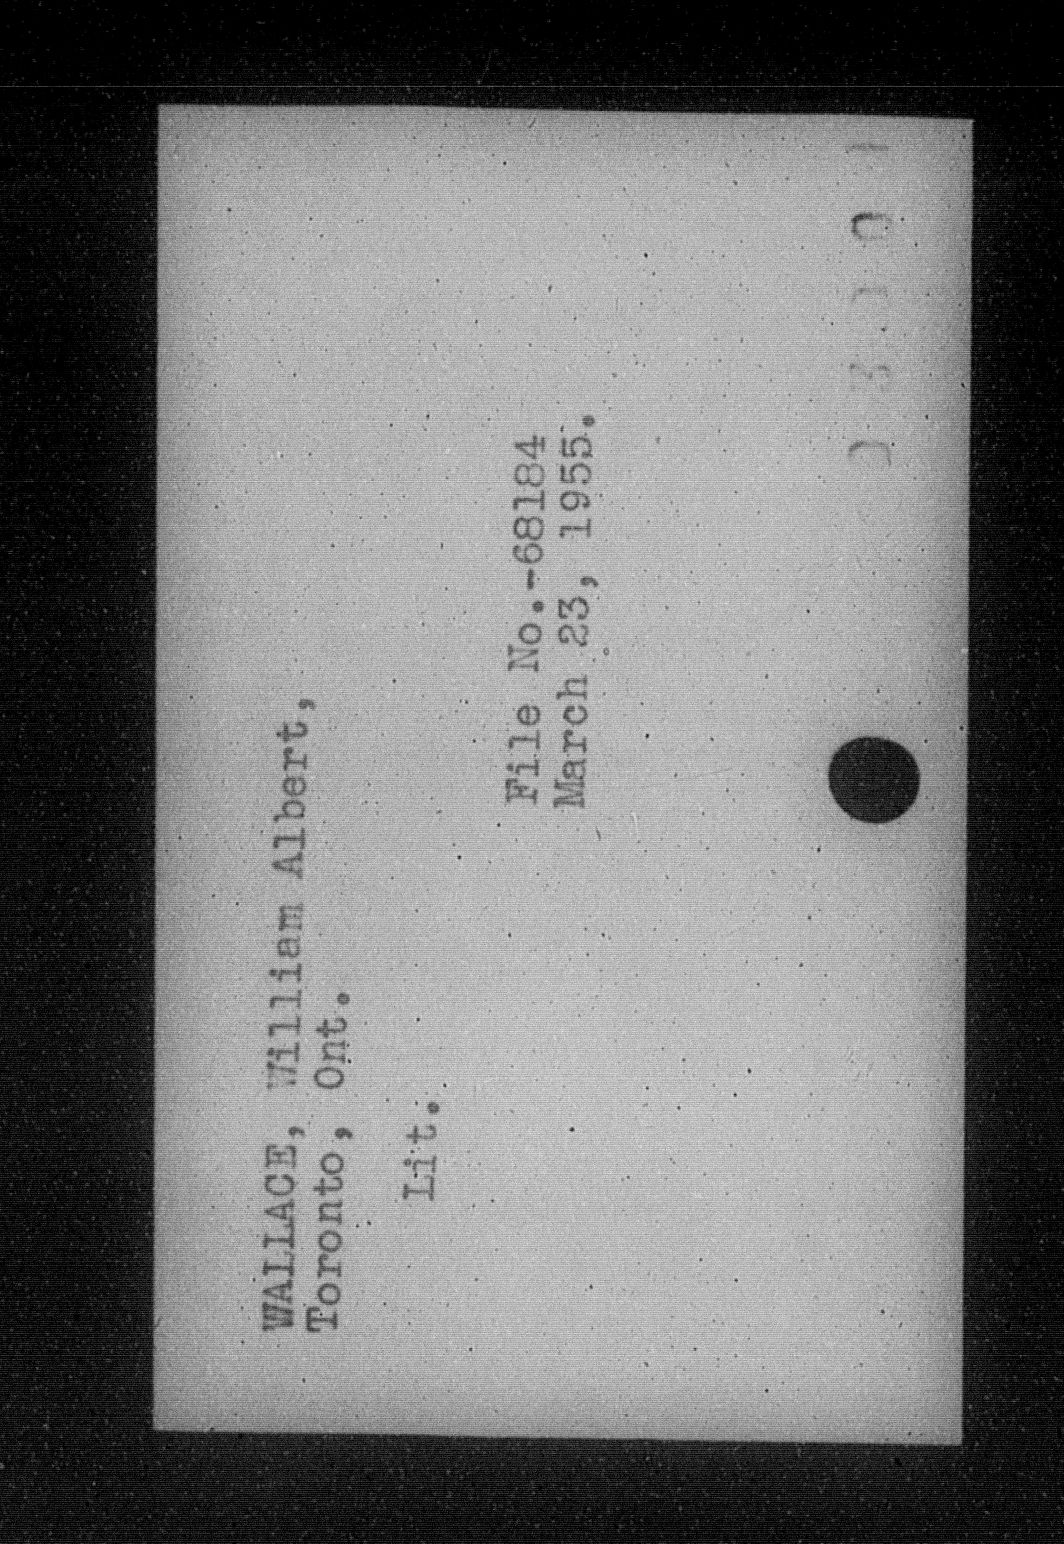 WALLACE, William Albert,
Toronto, Ont.
Lit.
File No.-68184
March 23, 1955.